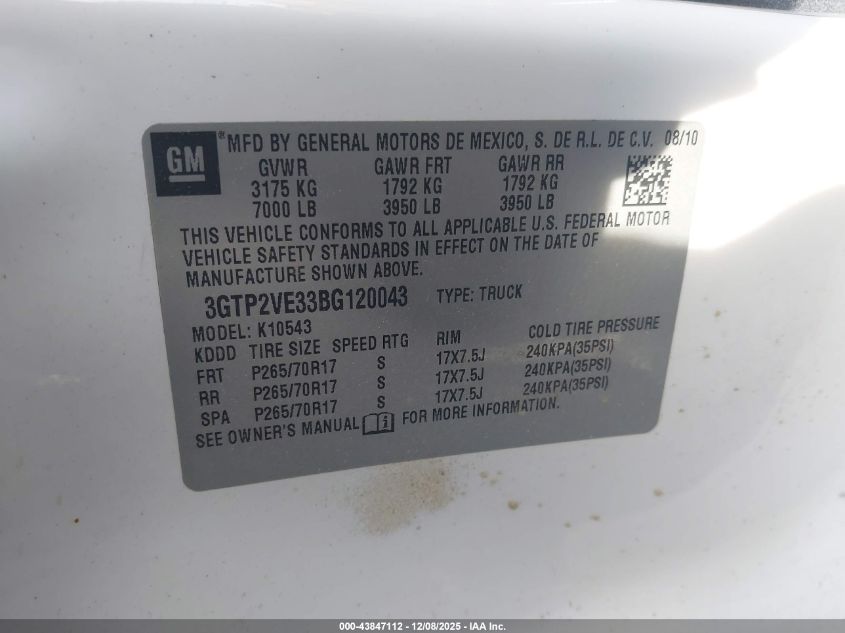 GM ® MFD BY GENERAL MOTORS DE MEXICO, S. DE R.L. DE C.V. 08/10
GVWR GAWR FRT GAWR RR
3175 KG 1792 KG 1792 KG
7000 LB 3950 LB 3950 LB
THIS VEHICLE CONFORMS TO ALL APPLICABLE U.S. FEDERAL MOTOR
VEHICLE SAFETY STANDARDS IN EFFECT ON THE DATE OF
MANUFACTURE SHOWN ABOVE.
3GTP2VE33BG120043 TYPE: TRUCK
MODEL: K10543
KDDD TIRE SIZE SPEED RTG RIM COLD TIRE PRESSURE
FRT P265/70R17 S 17X7.5J 240KPA(35PSI)
RR P265/70R17 S 17X7.5J 240KPA(35PSI)
SPA P265/70R17 S 17X7.5J 240KPA(35PSI)
SEE OWNER'S MANUAL i FOR MORE INFORMATION.
000-43847112 - 12/08/2025 - IAA Inc.